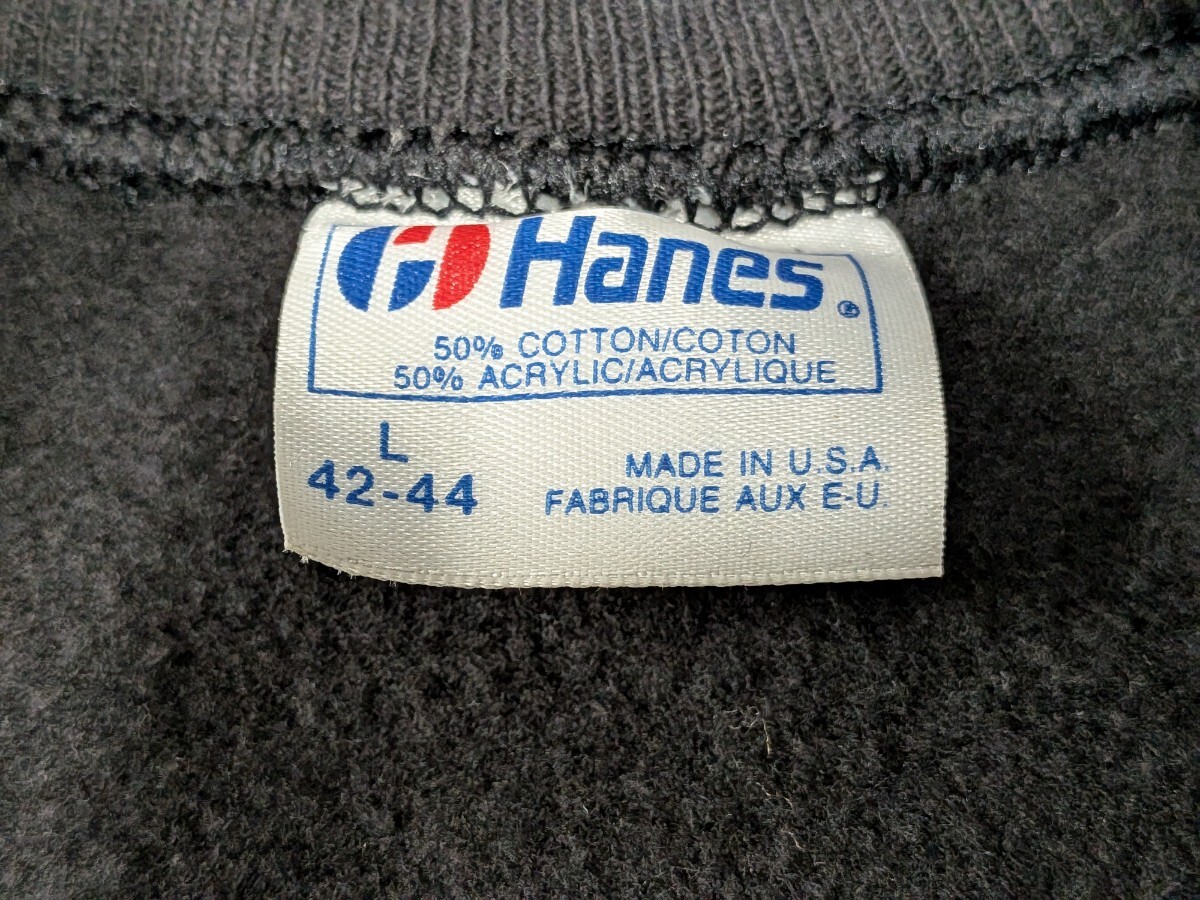 Hanes®
50% COTTON/COTON
50% ACRYLIC/ACRYLIQUE
L
42-44
MADE IN U.S.A.
FABRIQUE AUX E-U.